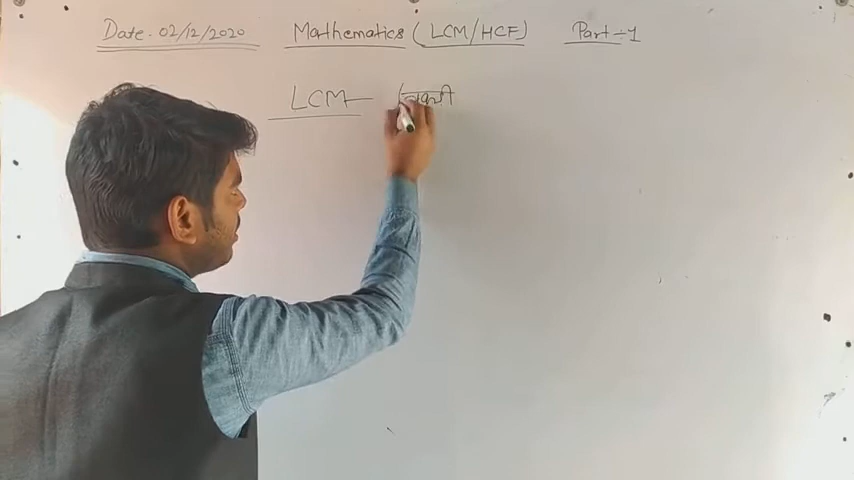 Date.02/12/2020 Mathematics (LCM/HCF) Part-1
LCM — (